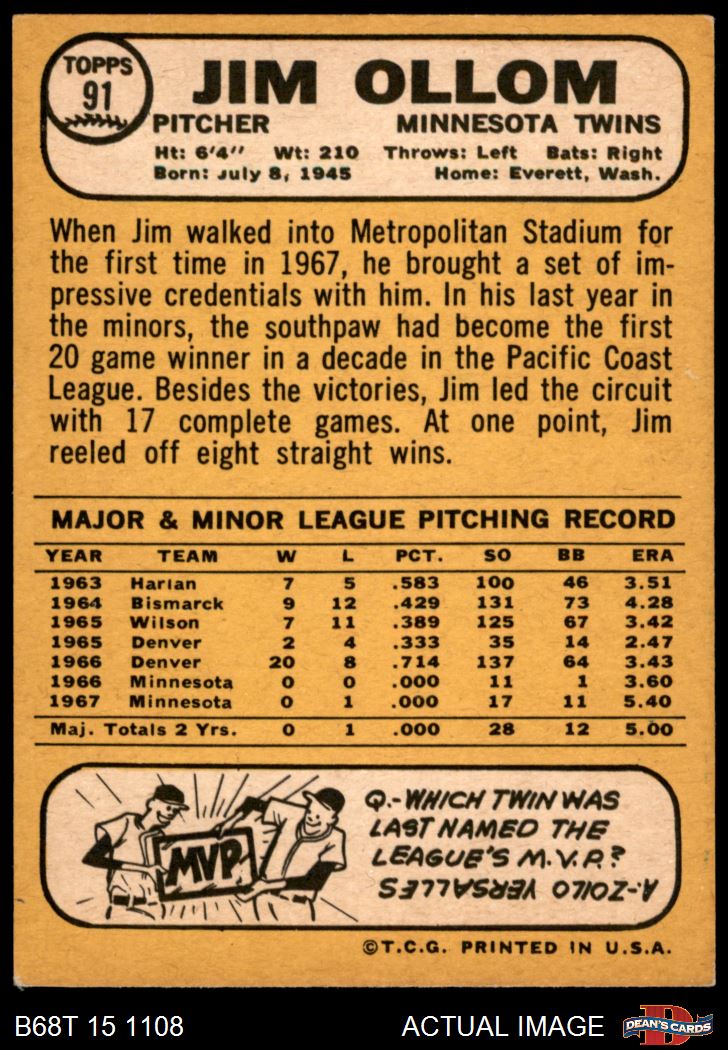 TOPPS
91
JIM OLLOM
PITCHER MINNESOTA TWINS
Ht: 6'4" Wt: 210 Throws: Left Bats: Right
Born: July 8, 1945 Home: Everett, Wash.
When Jim walked into Metropolitan Stadium for
the first time in 1967, he brought a set of im-
pressive credentials with him. In his last year in
the minors, the southpaw had become the first
20 game winner in a decade in the Pacific Coast
League. Besides the victories, Jim led the circuit
with 17 complete games. At one point, Jim
reeled off eight straight wins.
MAJOR & MINOR LEAGUE PITCHING RECORD
YEAR TEAM W L PCT. SO BB ERA
1963 Harlan 7 5 .583 100 46 3.51
1964 Bismarck 9 12 .429 131 73 4.28
1965 Wilson 7 11 .389 125 67 3.42
1965 Denver 2 4 .333 35 14 2.47
1966 Denver 20 8 .714 137 64 3.43
1966 Minnesota 0 0 .000 11 1 3.60
1967 Minnesota 0 1 .000 17 11 5.40
Maj. Totals 2 Yrs. 0 1 .000 28 12 5.00
MVP
Q.-WHICH TWIN WAS
LAST NAMED THE
LEAGUE'S M.V.P.?
A-ZOILO VERSALLES
©T.C.G. PRINTED IN U.S.A.
B68T 15 1108 ACTUAL IMAGE
D
DEAN'S CARDS